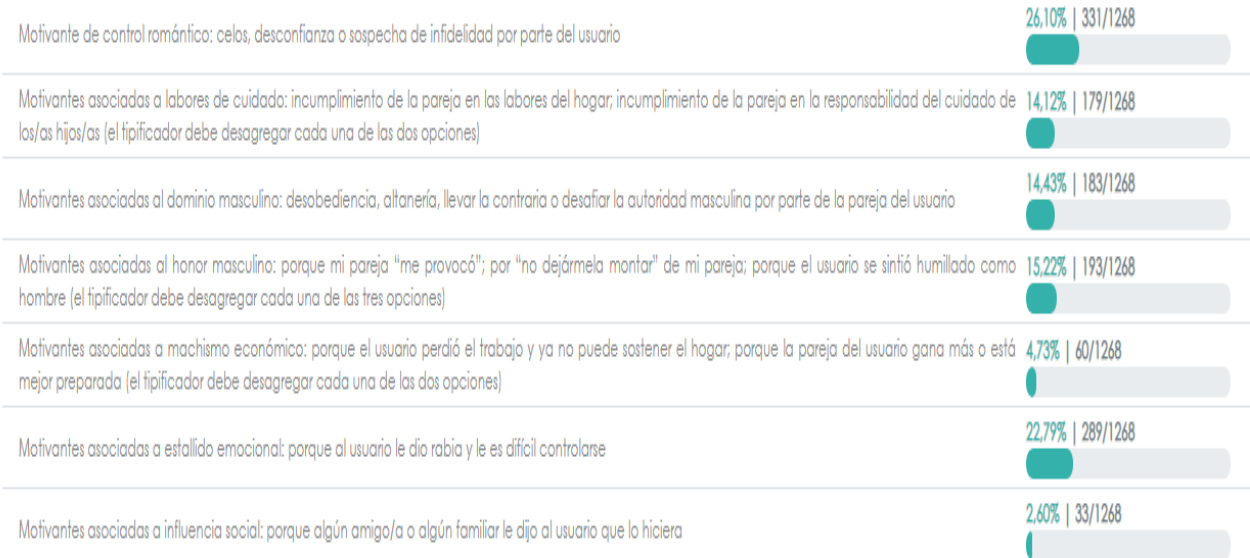 26,10% | 331/1268
Motivante de control romántico: celos, desconfianza o sospecha de infidelidad por parte del usuario
Motivantes asociadas a labores de cuidado: incumplimiento de la pareja en las labores del hogar; incumplimiento de la pareja en la responsabilidad del cuidado de
14,12% | 179/1268
los/as hijos/as (el tipificador debe desagregar cada una de las dos opciones)
14,43% | 183/1268
Motivantes asociadas al dominio masculino: desobediencia, altanería, llevar la contraria o desafiar la autoridad masculina por parte de la pareja del usuario
Motivantes asociadas al honor masculino: porque mi pareja “me provocó”; por “no dejármela montar” de mi pareja; porque el usuario se sintió humillado como
15,22% | 193/1268
hombre (el tipificador debe desagregar cada una de las tres opciones)
Motivantes asociadas a machismo económico: porque el usuario perdió el trabajo y ya no puede sostener el hogar; porque la pareja del usuario gana más o está
4,73% | 60/1268
mejor preparada (el tipificador debe desagregar cada una de las dos opciones)
22,79% | 289/1268
Motivantes asociadas a estallido emocional: porque al usuario le dio rabia y le es difícil controlarse
2,60% | 33/1268
Motivantes asociadas a influencia social: porque algún amigo/a o algún familiar le dijo al usuario que lo hiciera